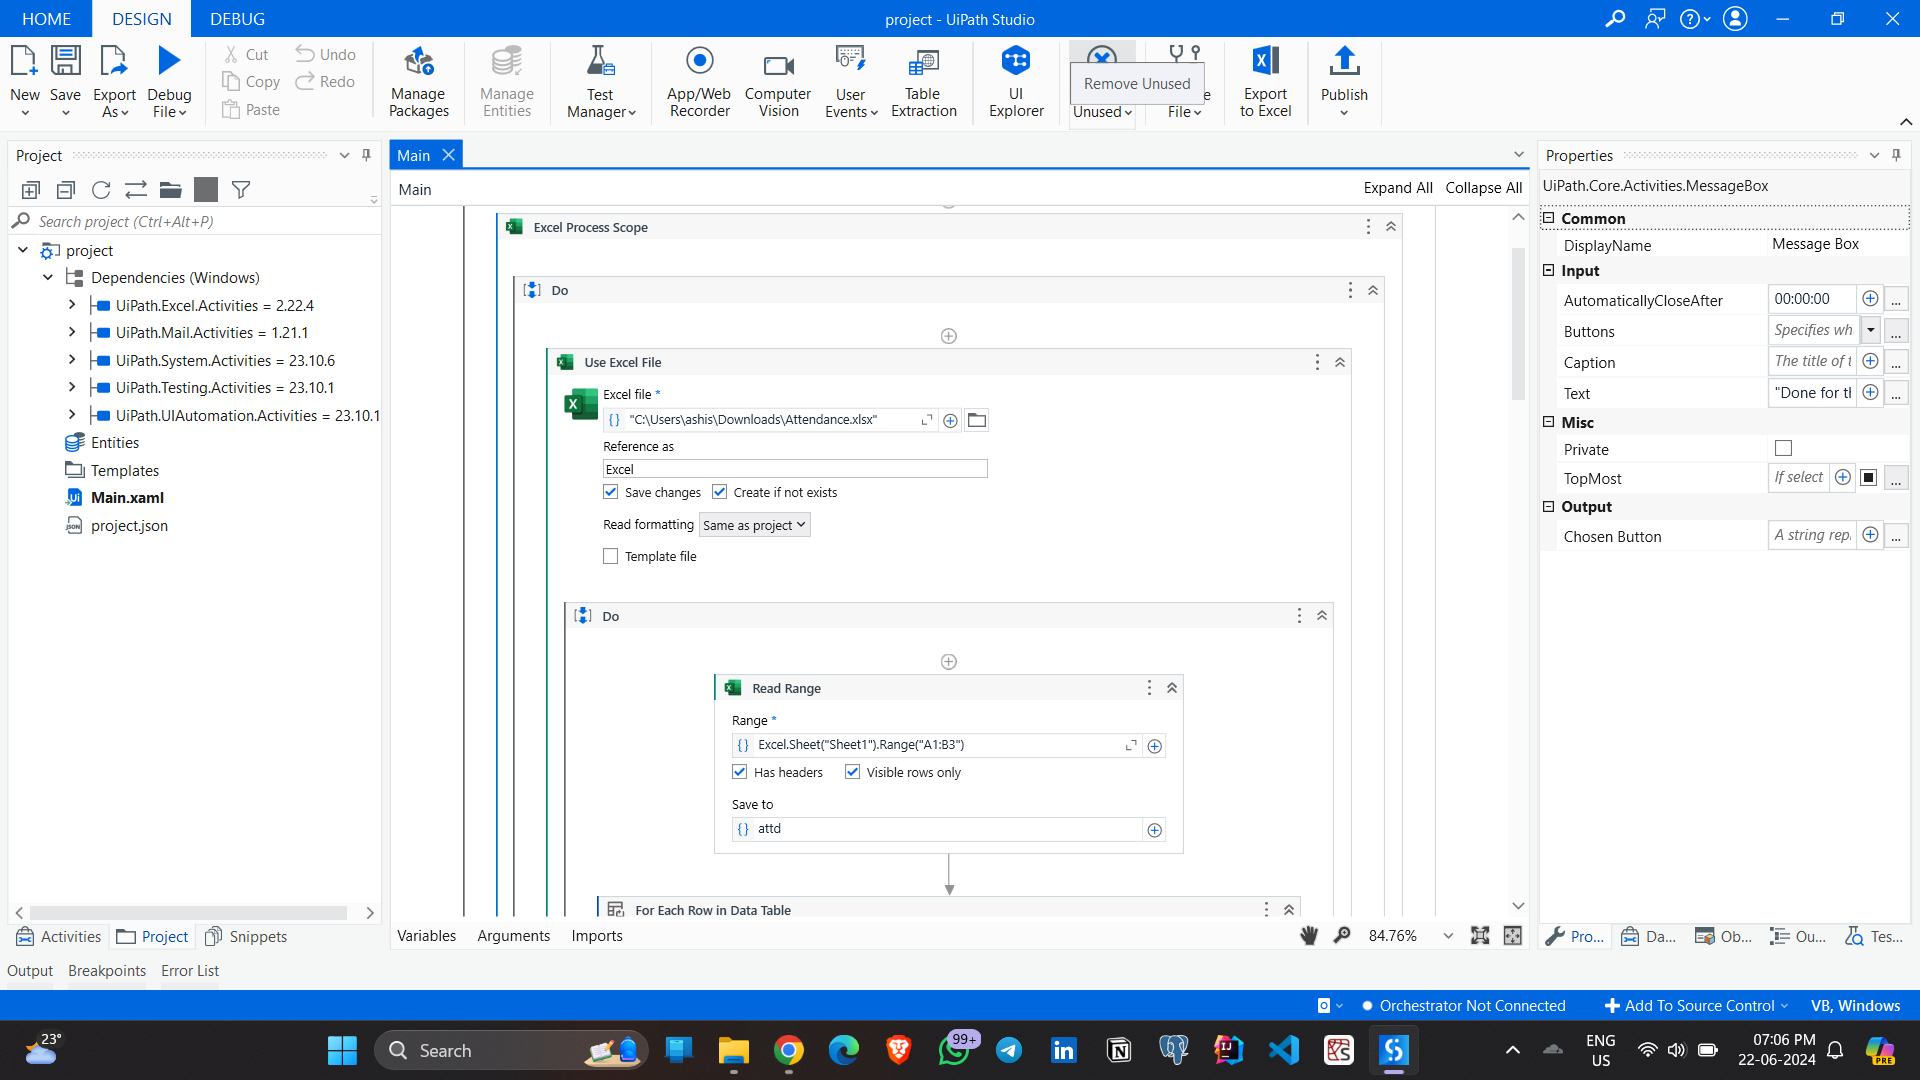 HOME DESIGN DEBUG project - UiPath Studio
New Save Export As Debug File
Cut Copy Paste Undo Redo
Manage Packages
Manage Entities
Test Manager
App/Web Recorder
Computer Vision
User Events
Table Extraction
UI Explorer
Remove Unused
Unused
File
Export to Excel
Publish
Project
Search project (Ctrl+Alt+P)
project
Dependencies (Windows)
UiPath.Excel.Activities = 2.22.4
UiPath.Mail.Activities = 1.21.1
UiPath.System.Activities = 23.10.6
UiPath.Testing.Activities = 23.10.1
UiPath.UIAutomation.Activities = 23.10.1
Entities
Templates
Main.xaml
JSON project.json
Activities Project Snippets
Main
Main Expand All Collapse All
Excel Process Scope
Do
Use Excel File
Excel file *
"C:\Users\ashis\Downloads\Attendance.xlsx"
Reference as
Excel
Save changes Create if not exists
Read formatting Same as project
Template file
Do
Read Range
Range *
Excel.Sheet("Sheet1").Range("A1:B3")
Has headers Visible rows only
Save to
attd
For Each Row in Data Table
Variables Arguments Imports 84.76%
Properties
UiPath.Core.Activities.MessageBox
Common
DisplayName Message Box
Input
AutomaticallyCloseAfter 00:00:00 ...
Buttons Specifies wh ...
Caption The title of t ...
Text "Done for th ...
Misc
Private
TopMost If select ...
Output
Chosen Button A string rep ...
Pro... Da... Ob... Ou... Tes...
Output Breakpoints Error List
Orchestrator Not Connected Add To Source Control VB, Windows
23°
Search
99+
ENG
US
07:06 PM
22-06-2024
PRE